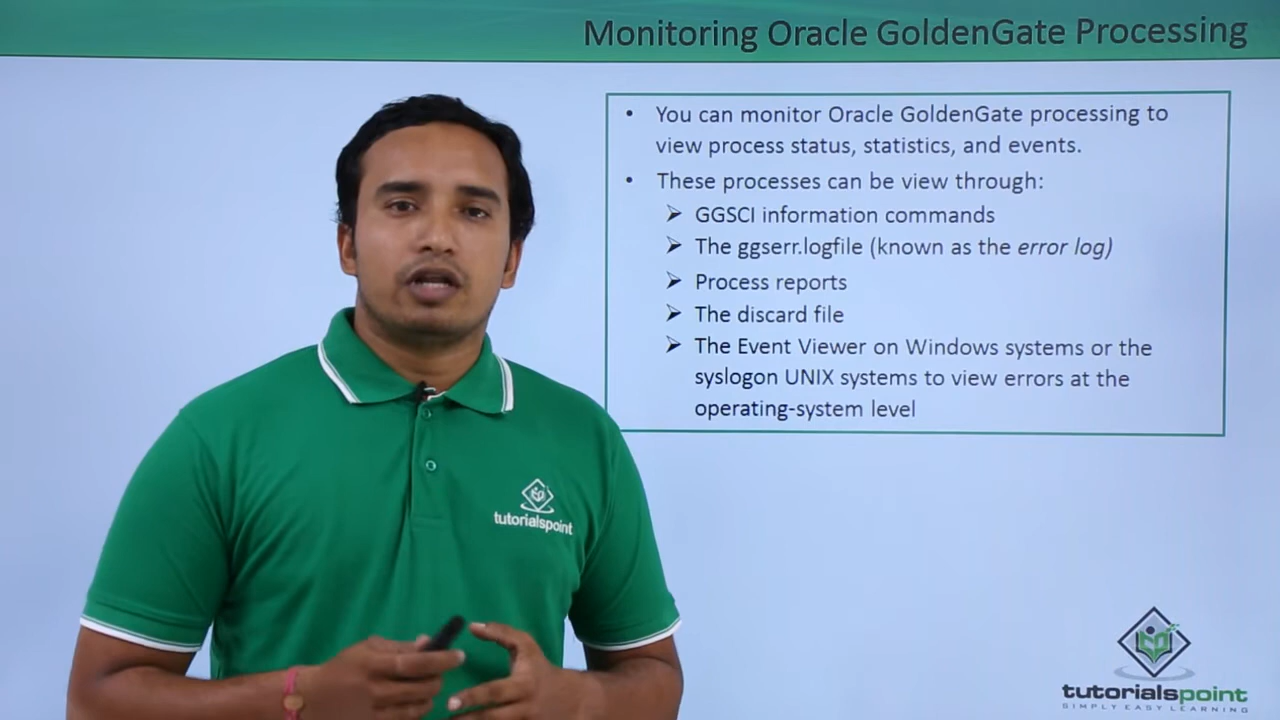 Monitoring Oracle GoldenGate Processing
• You can monitor Oracle GoldenGate processing to
view process status, statistics, and events.
• These processes can be view through:
➢ GGSCI information commands
➢ The ggserr.logfile (known as the error log)
➢ Process reports
➢ The discard file
➢ The Event Viewer on Windows systems or the
syslogon UNIX systems to view errors at the
operating-system level
tutorialspoint
tutorialspoint
SIMPLY EASY LEARNING